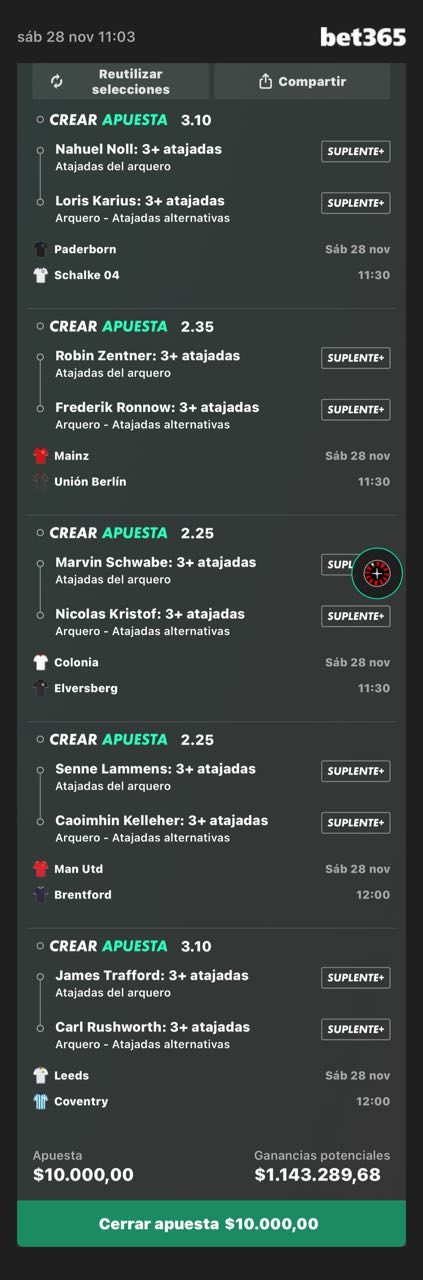 sáb 28 nov 11:03
bet365
Reutilizar
selecciones
Compartir
CREAR APUESTA 3.10
Nahuel Noll: 3+ atajadas SUPLENTE+
Atajadas del arquero
Loris Karius: 3+ atajadas SUPLENTE+
Arquero - Atajadas alternativas
Paderborn Sáb 28 nov
Schalke 04 11:30
CREAR APUESTA 2.35
Robin Zentner: 3+ atajadas SUPLENTE+
Atajadas del arquero
Frederik Ronnow: 3+ atajadas SUPLENTE+
Arquero - Atajadas alternativas
Mainz Sáb 28 nov
Unión Berlín 11:30
CREAR APUESTA 2.25
Marvin Schwabe: 3+ atajadas
Atajadas del arquero
Nicolas Kristof: 3+ atajadas SUPLENTE+
Arquero - Atajadas alternativas
Colonia Sáb 28 nov
Elversberg 11:30
CREAR APUESTA 2.25
Senne Lammens: 3+ atajadas SUPLENTE+
Atajadas del arquero
Caoimhin Kelleher: 3+ atajadas SUPLENTE+
Arquero - Atajadas alternativas
Man Utd Sáb 28 nov
Brentford 12:00
CREAR APUESTA 3.10
James Trafford: 3+ atajadas SUPLENTE+
Atajadas del arquero
Carl Rushworth: 3+ atajadas SUPLENTE+
Arquero - Atajadas alternativas
Leeds Sáb 28 nov
Coventry 12:00
Apuesta Ganancias potenciales
$10.000,00 $1.143.289,68
Cerrar apuesta $10.000,00